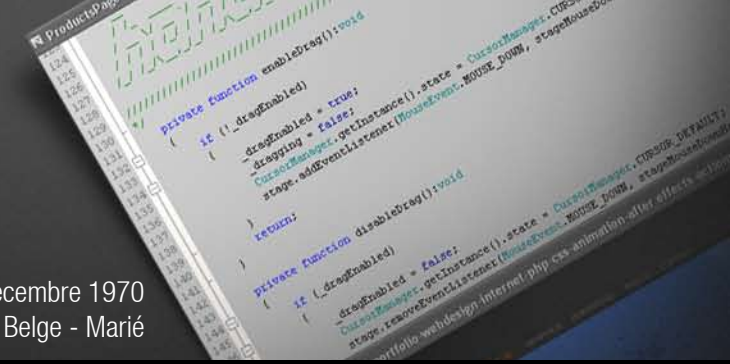 ProductsPag
124
125
126
127
128
129
130
131
132
133
134
135
136
137
138
139
140
141
142
143
144
145
private function enableDrag():void
{
if (!_dragEnabled)
{
_dragEnabled = true;
_dragging = false;
CursorManager.getInstance().state = CursorManager.CURS
stage.addEventListener(MouseEvent.MOUSE_DOWN, stageMouseDo
}
return;
}
private function disableDrag():void
{
if (_dragEnabled)
{
_dragEnabled = false;
CursorManager.getInstance().state = CursorManager.CURSOR_DEFAULT;
stage.removeEventListener(MouseEvent.MOUSE_DOWN, stageMouseDown
ortfolio-webdesign-internet-php-css-animation-after effects
écembre 1970
Belge - Marié